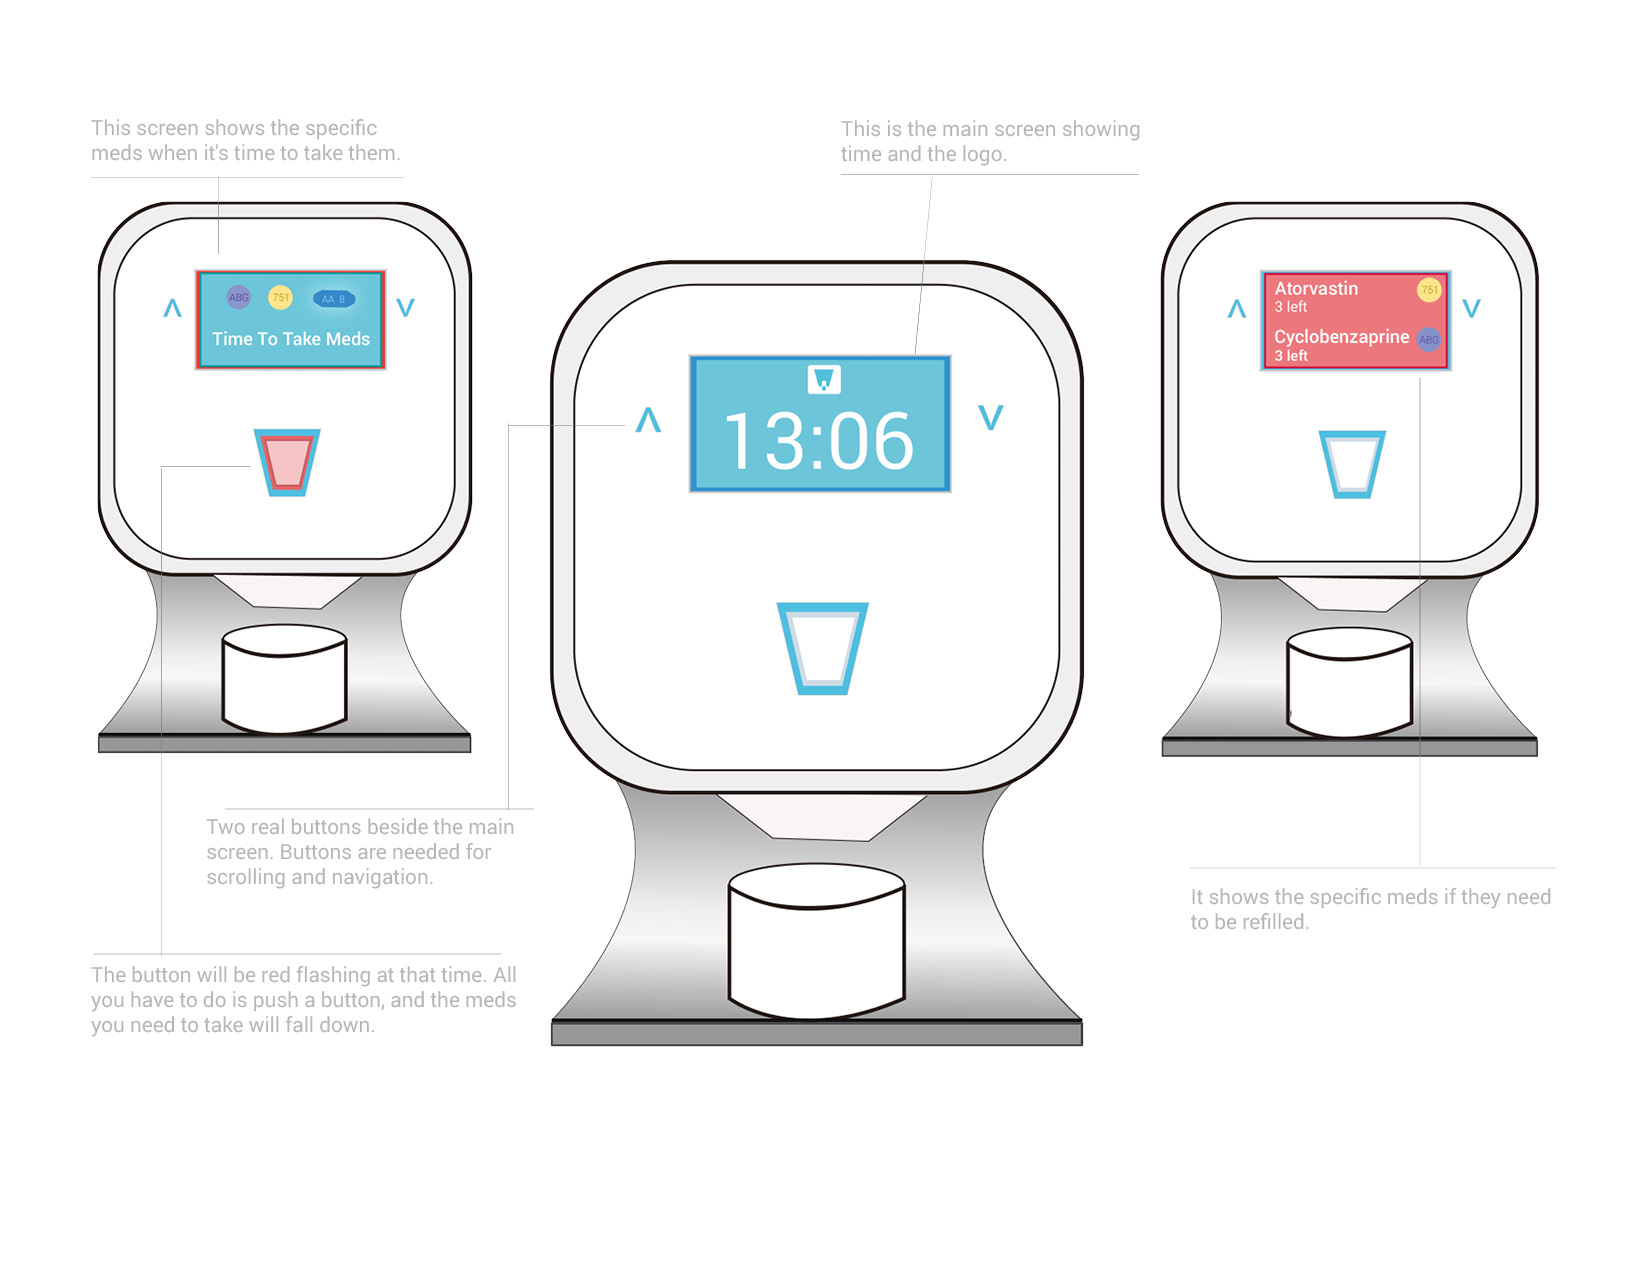 This screen shows the specific
meds when it's time to take them.
This is the main screen showing
time and the logo.
ABG
751
AA 8
Time To Take Meds
13:06
Atorvastin
3 left
751
Cyclobenzaprine
3 left
ABG
Two real buttons beside the main
screen. Buttons are needed for
scrolling and navigation.
The button will be red flashing at that time. All
you have to do is push a button, and the meds
you need to take will fall down.
It shows the specific meds if they need
to be refilled.